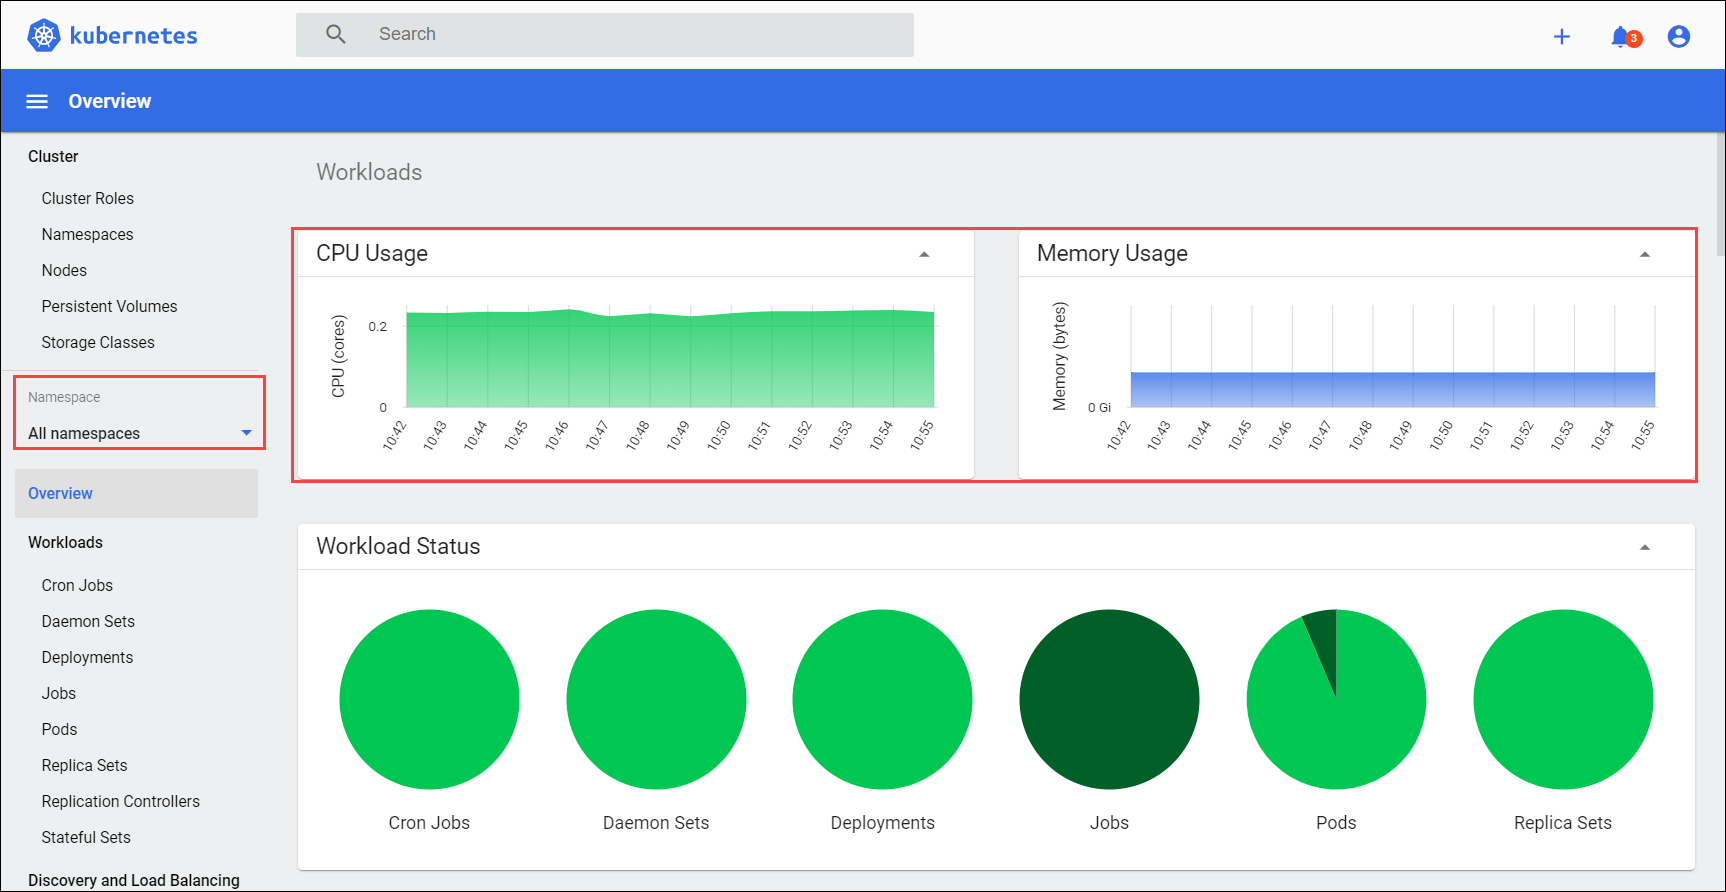 kubernetes
Search
3
Overview
Cluster
Cluster Roles
Namespaces
Nodes
Persistent Volumes
Storage Classes
Namespace
All namespaces
Overview
Workloads
Cron Jobs
Daemon Sets
Deployments
Jobs
Pods
Replica Sets
Replication Controllers
Stateful Sets
Discovery and Load Balancing
Workloads
CPU Usage
CPU (cores)
0.2
0
10:42 10:43 10:44 10:45 10:46 10:47 10:48 10:49 10:50 10:51 10:52 10:53 10:54 10:55
Memory Usage
Memory (bytes)
0 Gi
10:42 10:43 10:44 10:45 10:46 10:47 10:48 10:49 10:50 10:51 10:52 10:53 10:54 10:55
Workload Status
Cron Jobs Daemon Sets Deployments Jobs Pods Replica Sets